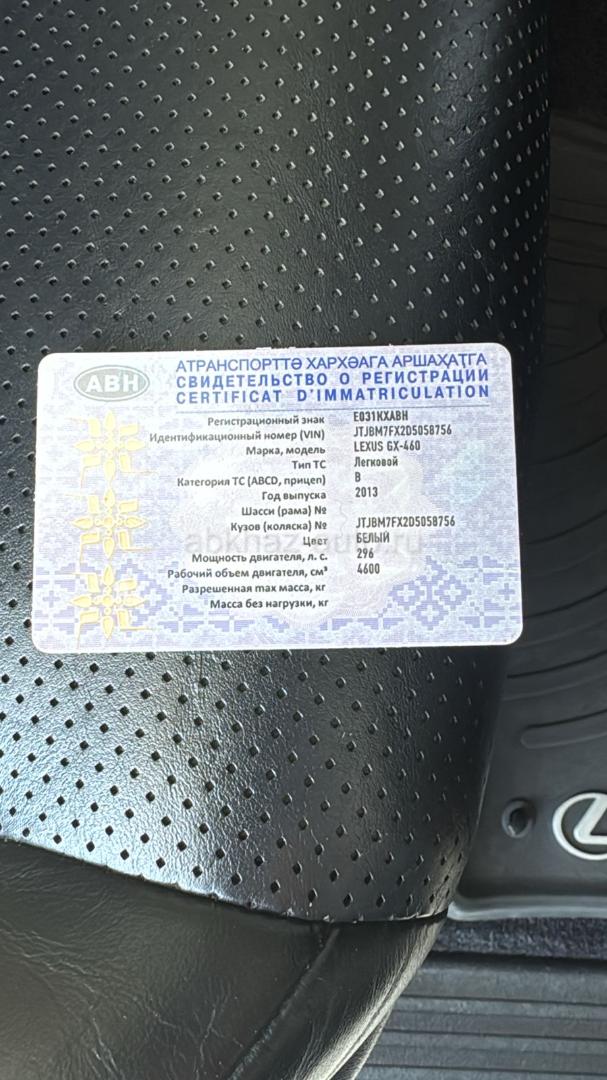 АВН
АТРАНСПОРТТӘ ХАРХӘАГА АРШАҲАҬГА
СВИДЕТЕЛЬСТВО О РЕГИСТРАЦИИ
CERTIFICAT D'IMMATRICULATION
Регистрационный знак E031KXABH
Идентификационный номер (VIN) JTJBM7FX2D5058756
Марка, модель LEXUS GX-460
Тип ТС Легковой
Категория ТС (ABCD, прицеп) B
Год выпуска 2013
Шасси (рама) №
Кузов (коляска) № JTJBM7FX2D5058756
Цвет БЕЛЫЙ
Мощность двигателя, л. с. 296
Рабочий объем двигателя, см³ 4600
Разрешенная max масса, кг
Масса без нагрузки, кг